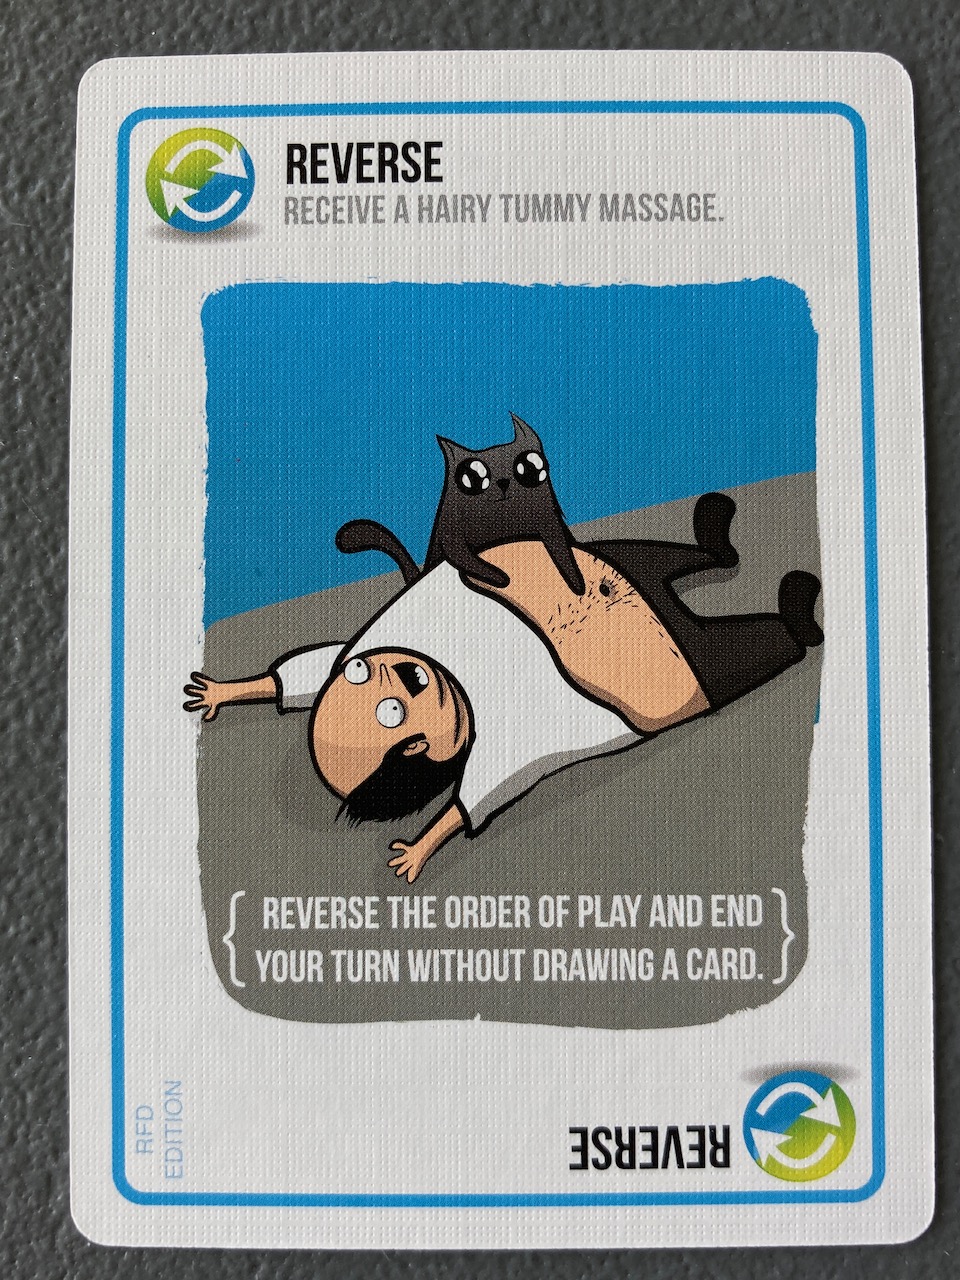 REVERSE
RECEIVE A HAIRY TUMMY MASSAGE.
REVERSE THE ORDER OF PLAY AND END
YOUR TURN WITHOUT DRAWING A CARD.
RFD
EDITION
REVERSE